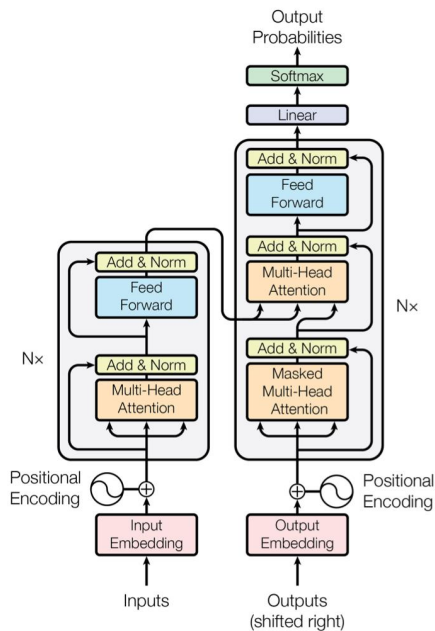 Output
Probabilities
Softmax
Linear
Add & Norm
Feed
Forward
Add & Norm
Multi-Head
Attention
Add & Norm
Masked
Multi-Head
Attention
N×
Positional
Encoding
Output
Embedding
Outputs
(shifted right)
Add & Norm
Feed
Forward
Add & Norm
Multi-Head
Attention
N×
Positional
Encoding
Input
Embedding
Inputs